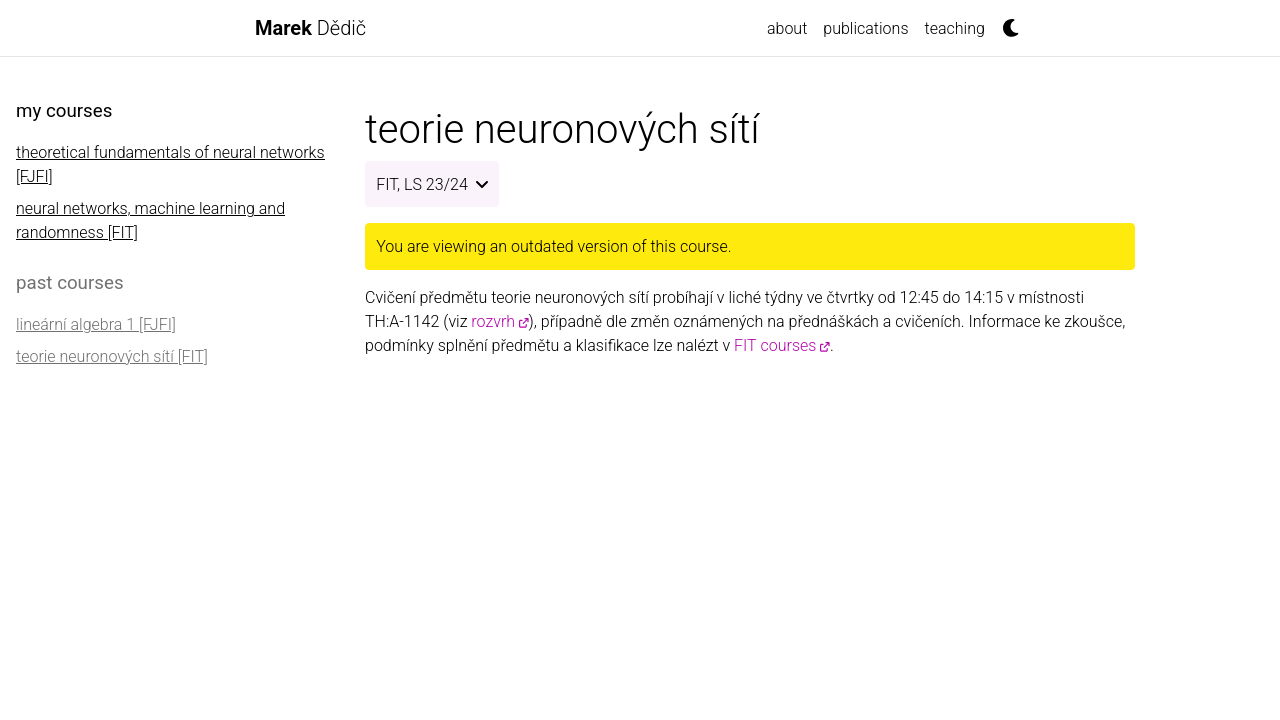 Marek Dědič
about publications teaching
my courses
theoretical fundamentals of neural networks
[FJFI]
neural networks, machine learning and
randomness [FIT]
past courses
lineární algebra 1 [FJFI]
teorie neuronových sítí [FIT]
teorie neuronových sítí
FIT, LS 23/24
You are viewing an outdated version of this course.
Cvičení předmětu teorie neuronových sítí probíhají v liché týdny ve čtvrtky od 12:45 do 14:15 v místnosti
TH:A-1142 (viz rozvrh), případně dle změn oznámených na přednáškách a cvičeních. Informace ke zkoušce,
podmínky splnění předmětu a klasifikace lze nalézt v FIT courses.